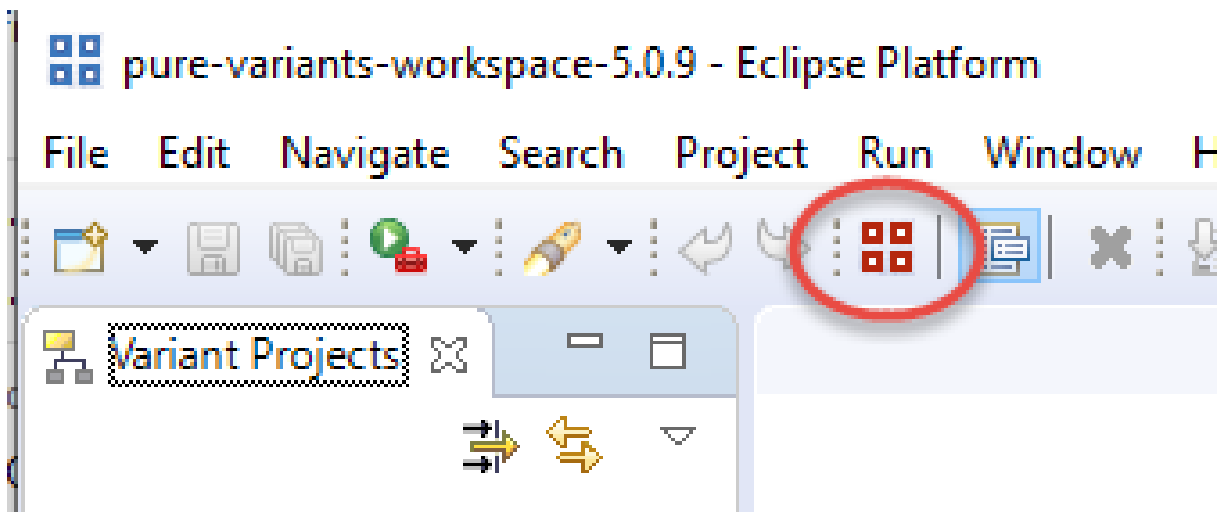 pure-variants-workspace-5.0.9 - Eclipse Platform
File Edit Navigate Search Project Run Window H
Variant Projects